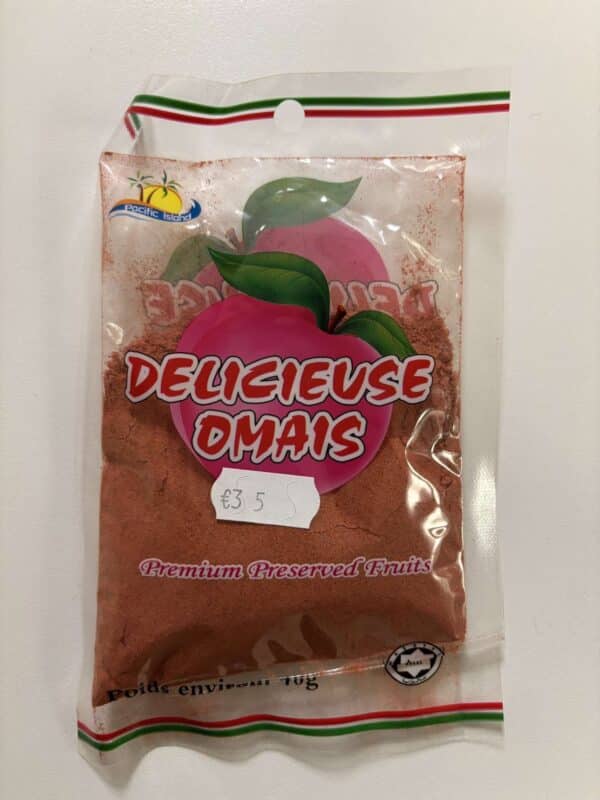 Pacific Island
DELICIEUSE
OMAIS
€3 5
Premium Preserved Fruits
Poids environ 40g